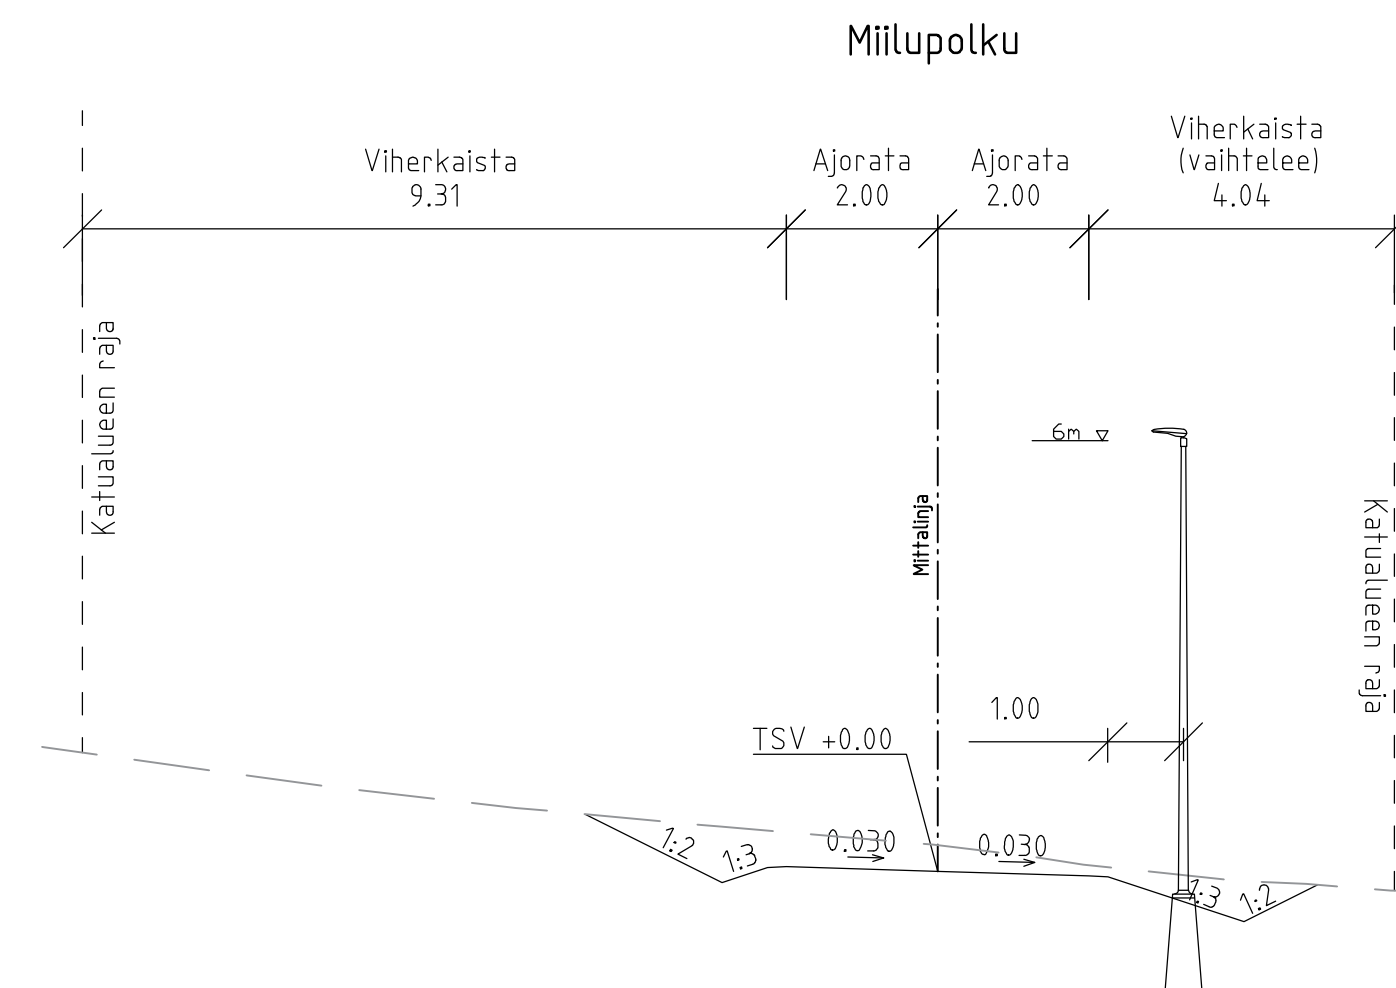 Miilupolku
Viherkaista
9.31
Ajorata
2.00
Ajorata
2.00
Viherkaista
(vaihtelee)
4.04
Katualueen raja
6m
Mittalinja
Katualueen raja
1.00
TSV +0.00
1:2
1:3
0.030
0.030
1:3
1:2